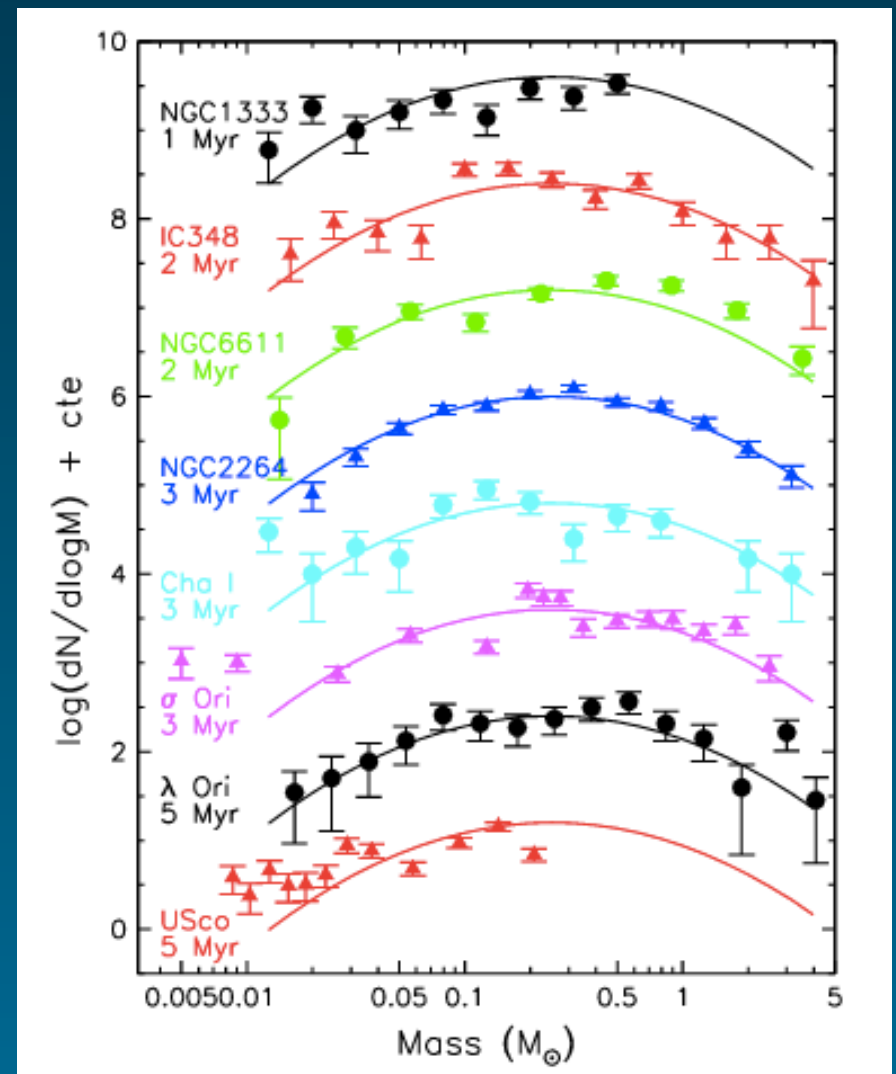 10
8
6
4
2
0
log(dN/dlogM) + cte
NGC1333
1 Myr
IC348
2 Myr
NGC6611
2 Myr
NGC2264
3 Myr
Cha I
3 Myr
σ Ori
3 Myr
λ Ori
5 Myr
USco
5 Myr
0.005 0.01 0.05 0.1 0.5 1 5
Mass (M☉)